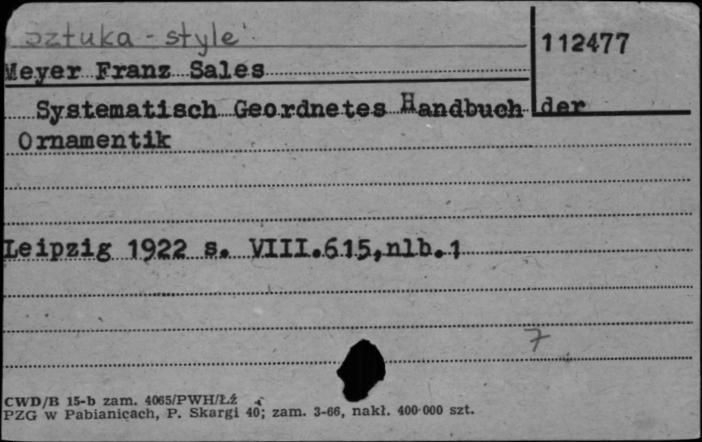 sztuka - style
112477
Meyer Franz Sales
Systematisch Geordnetes Handbuch der
Ornamentik
Leipzig 1922 s. VIII.615,nlb.1
7
CWD/B 15-b zam. 4065/PWH/Łź
PZG w Pabianicach, P. Skargi 40; zam. 3-66, nakł. 400 000 szt.